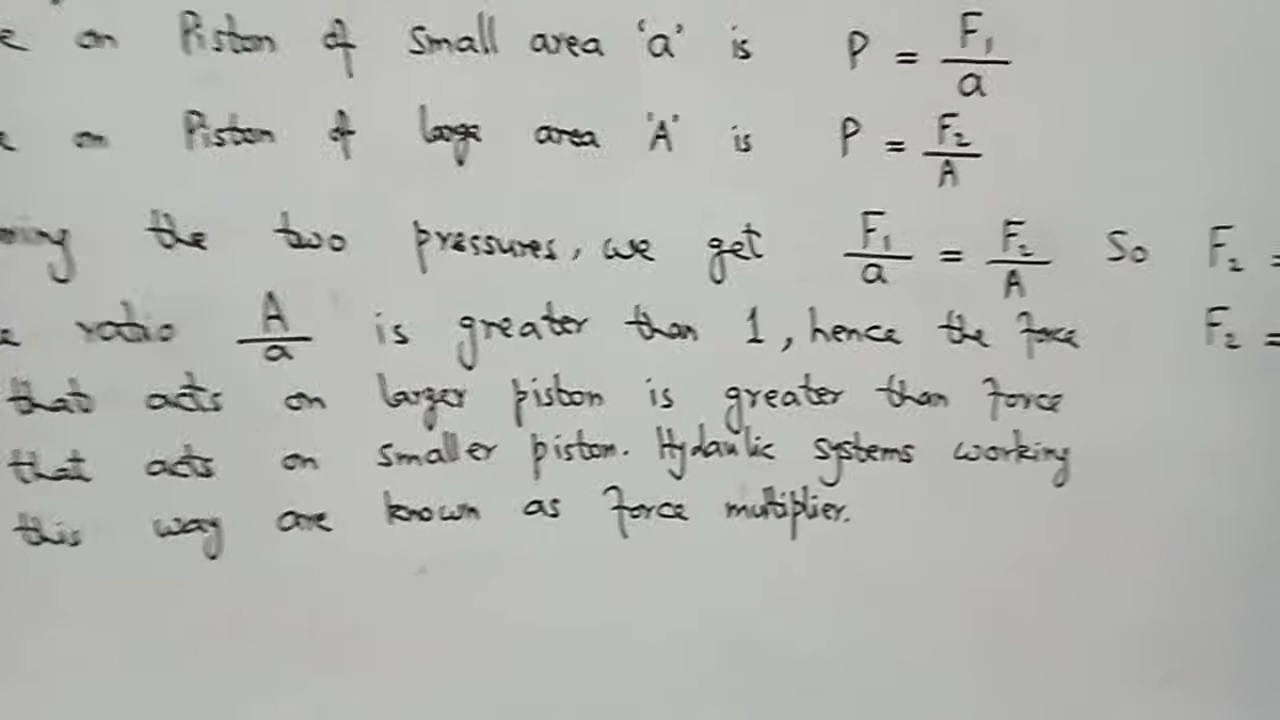 on Piston of small area 'a' is P = F₁/a
on Piston of large area 'A' is P = F₂/A
the two pressures, we get F₁/a = F₂/A So F₂ =
ratio A/a is greater than 1, hence the force F₂ =
that acts on larger piston is greater than force
that acts on smaller piston. Hydaulic systems working
this way are known as force multiplier.